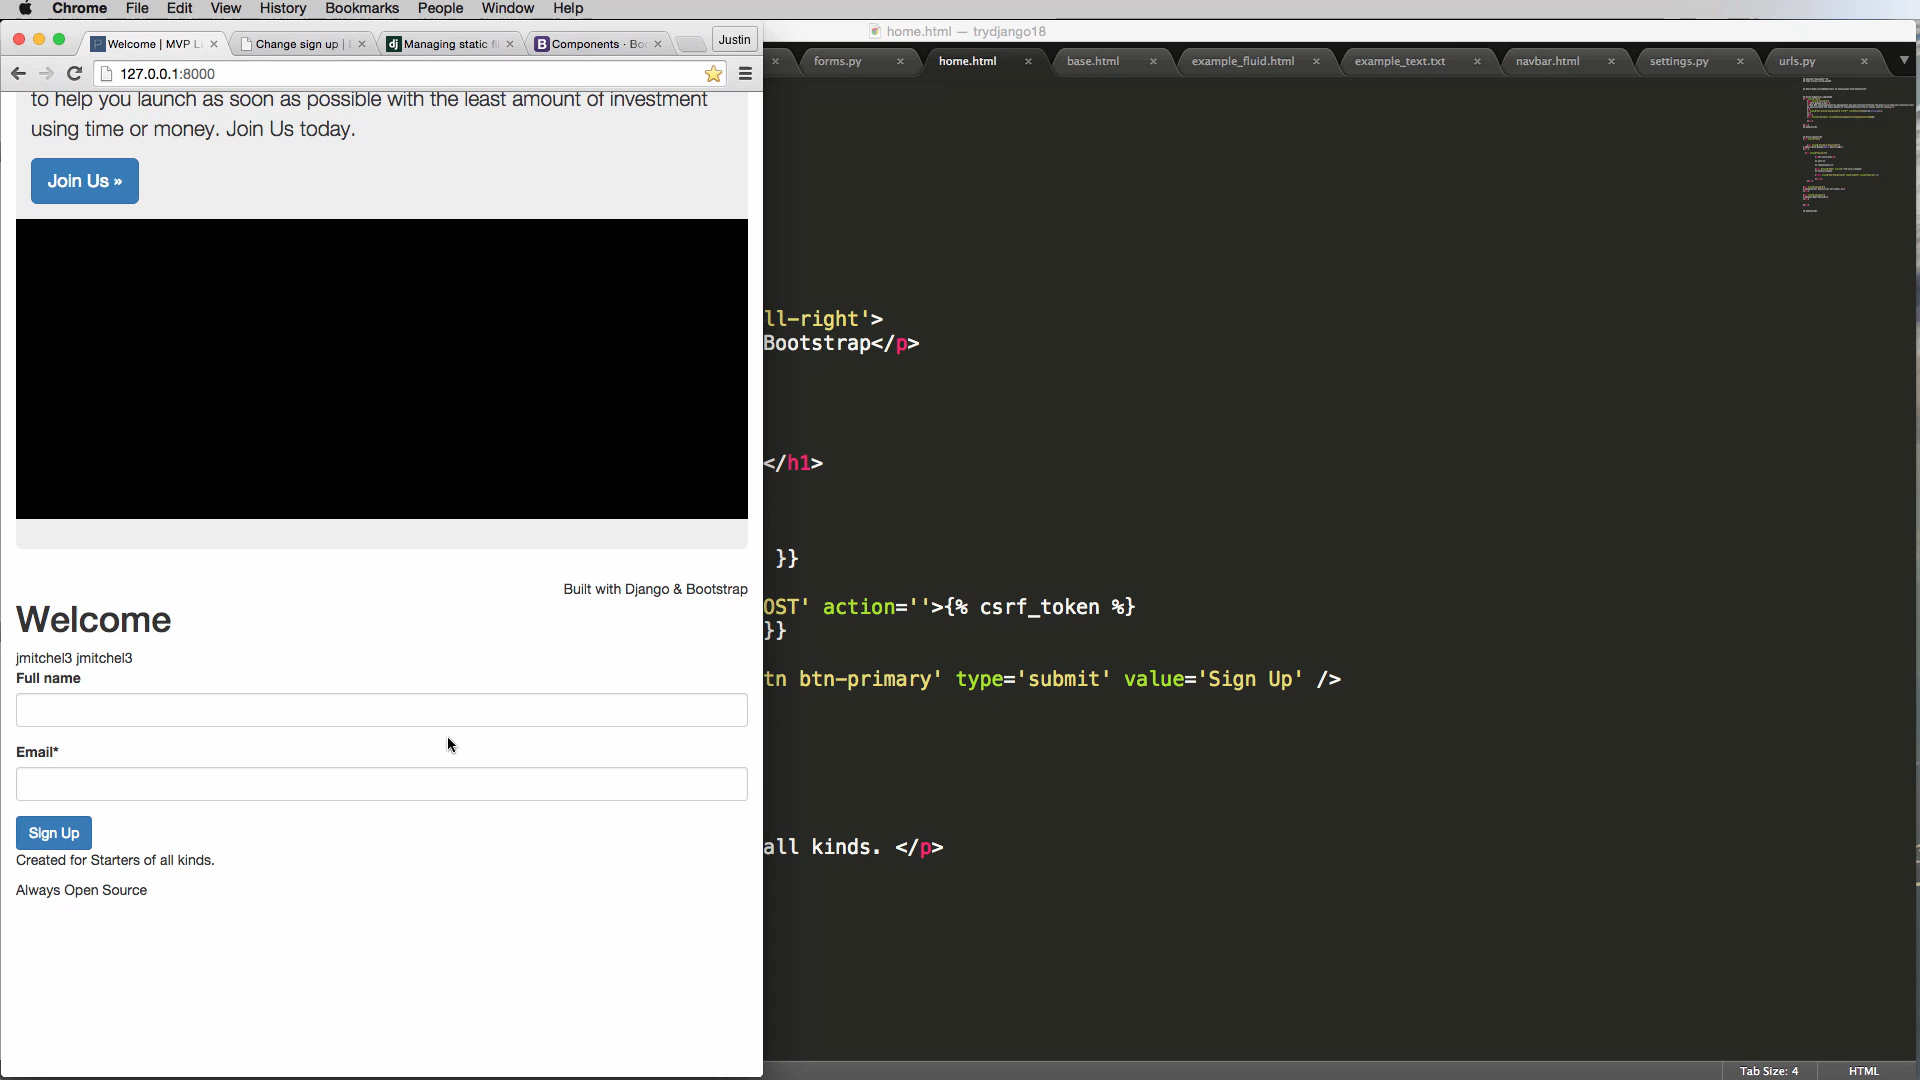 Chrome File Edit View History Bookmarks People Window Help
home.html — trydjango18
Welcome | MVP L
Change sign up |
Managing static fi
Components · Boo
Justin
127.0.0.1:8000
forms.py
home.html
base.html
example_fluid.html
example_text.txt
navbar.html
settings.py
urls.py
to help you launch as soon as possible with the least amount of investment
using time or money. Join Us today.
Join Us »
Built with Django & Bootstrap
Welcome
jmitchel3 jmitchel3
Full name
Email*
Sign Up
Created for Starters of all kinds.
Always Open Source
ll-right'>
Bootstrap</p>
</h1>
}}
OST' action=''>{% csrf_token %}
}}
tn btn-primary' type='submit' value='Sign Up' />
all kinds. </p>
Tab Size: 4
HTML